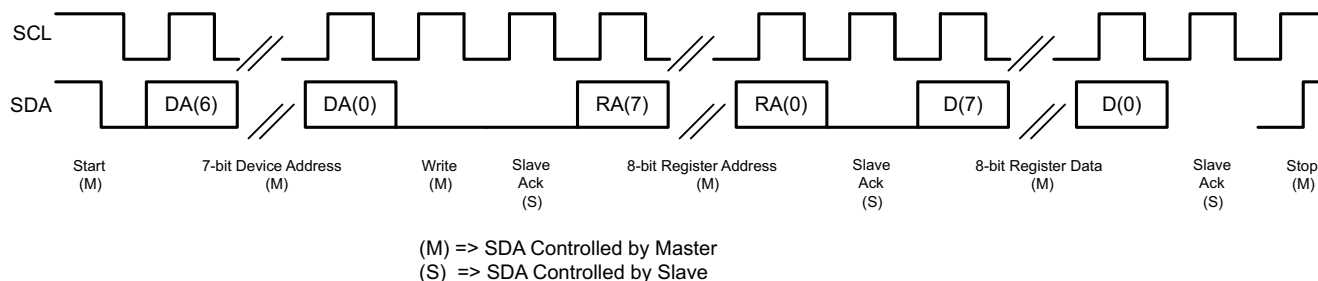 SCL
SDA
DA(6)
DA(0)
RA(7)
RA(0)
D(7)
D(0)
Start
(M)
7-bit Device Address
(M)
Write
(M)
Slave
Ack
(S)
8-bit Register Address
(M)
Slave
Ack
(S)
8-bit Register Data
(M)
Slave
Ack
(S)
Stop
(M)
(M) => SDA Controlled by Master
(S) => SDA Controlled by Slave